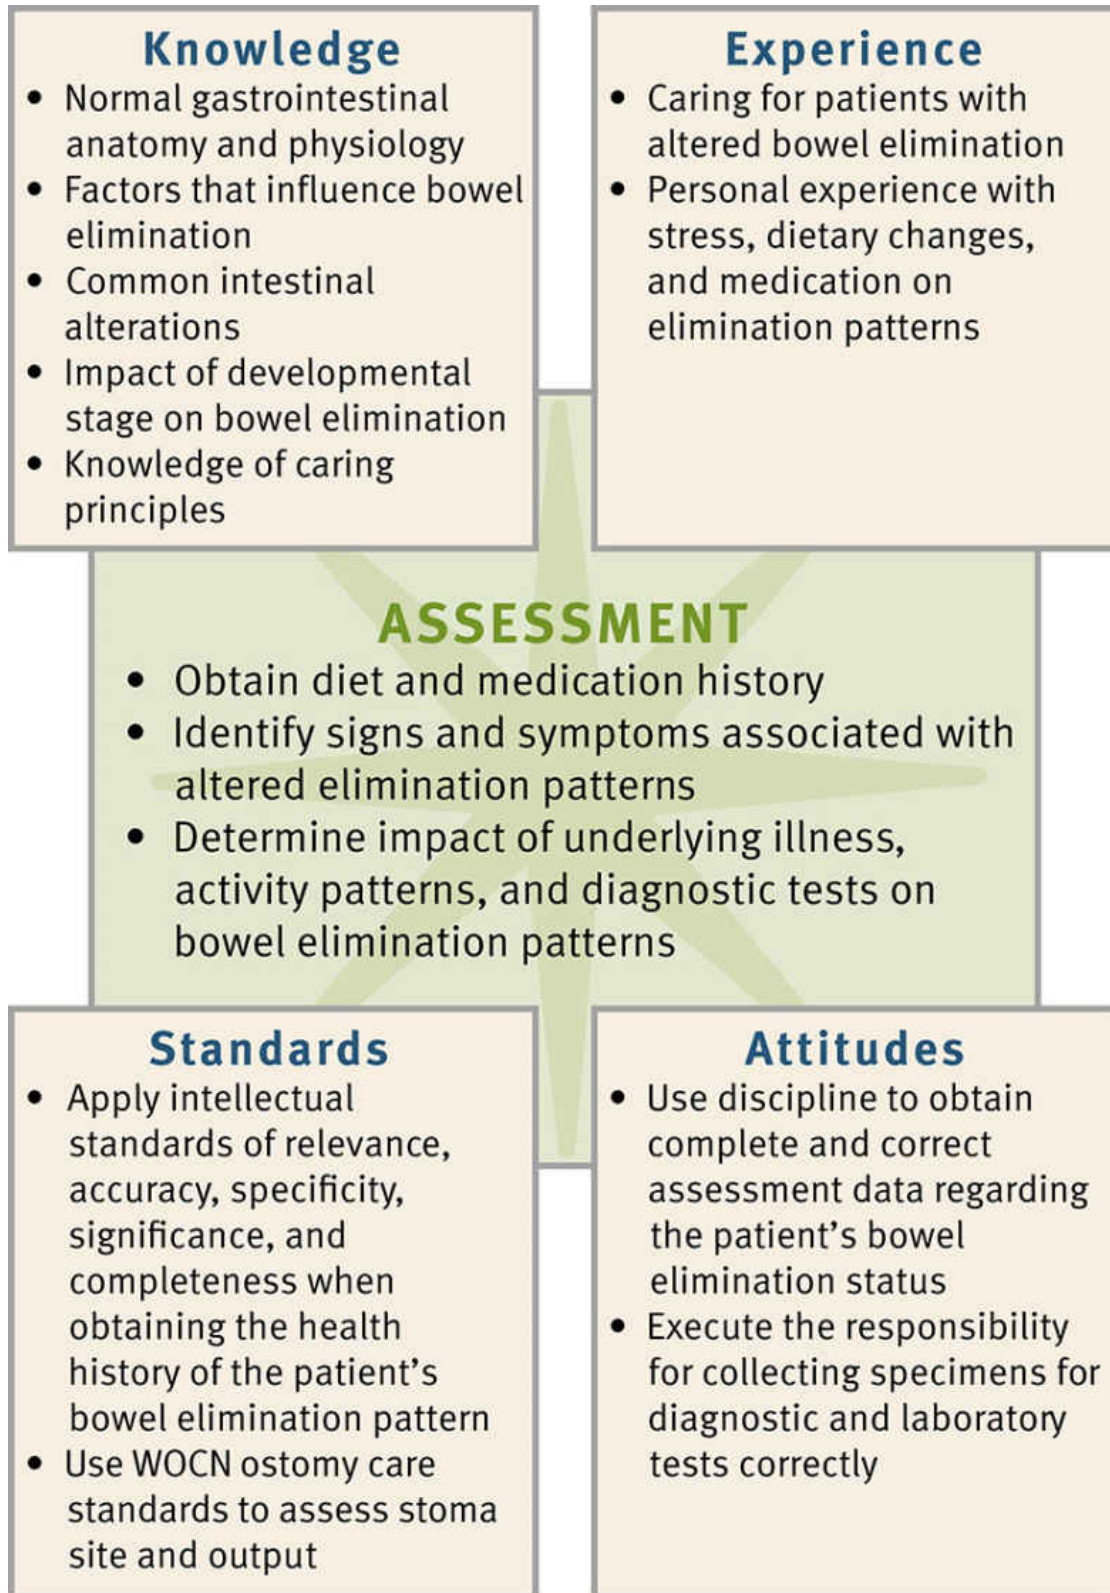 Knowledge
• Normal gastrointestinal
anatomy and physiology
• Factors that influence bowel
elimination
• Common intestinal
alterations
• Impact of developmental
stage on bowel elimination
• Knowledge of caring
principles
Experience
• Caring for patients with
altered bowel elimination
• Personal experience with
stress, dietary changes,
and medication on
elimination patterns
ASSESSMENT
• Obtain diet and medication history
• Identify signs and symptoms associated with
altered elimination patterns
• Determine impact of underlying illness,
activity patterns, and diagnostic tests on
bowel elimination patterns
Standards
• Apply intellectual
standards of relevance,
accuracy, specificity,
significance, and
completeness when
obtaining the health
history of the patient’s
bowel elimination pattern
• Use WOCN ostomy care
standards to assess stoma
site and output
Attitudes
• Use discipline to obtain
complete and correct
assessment data regarding
the patient’s bowel
elimination status
• Execute the responsibility
for collecting specimens for
diagnostic and laboratory
tests correctly